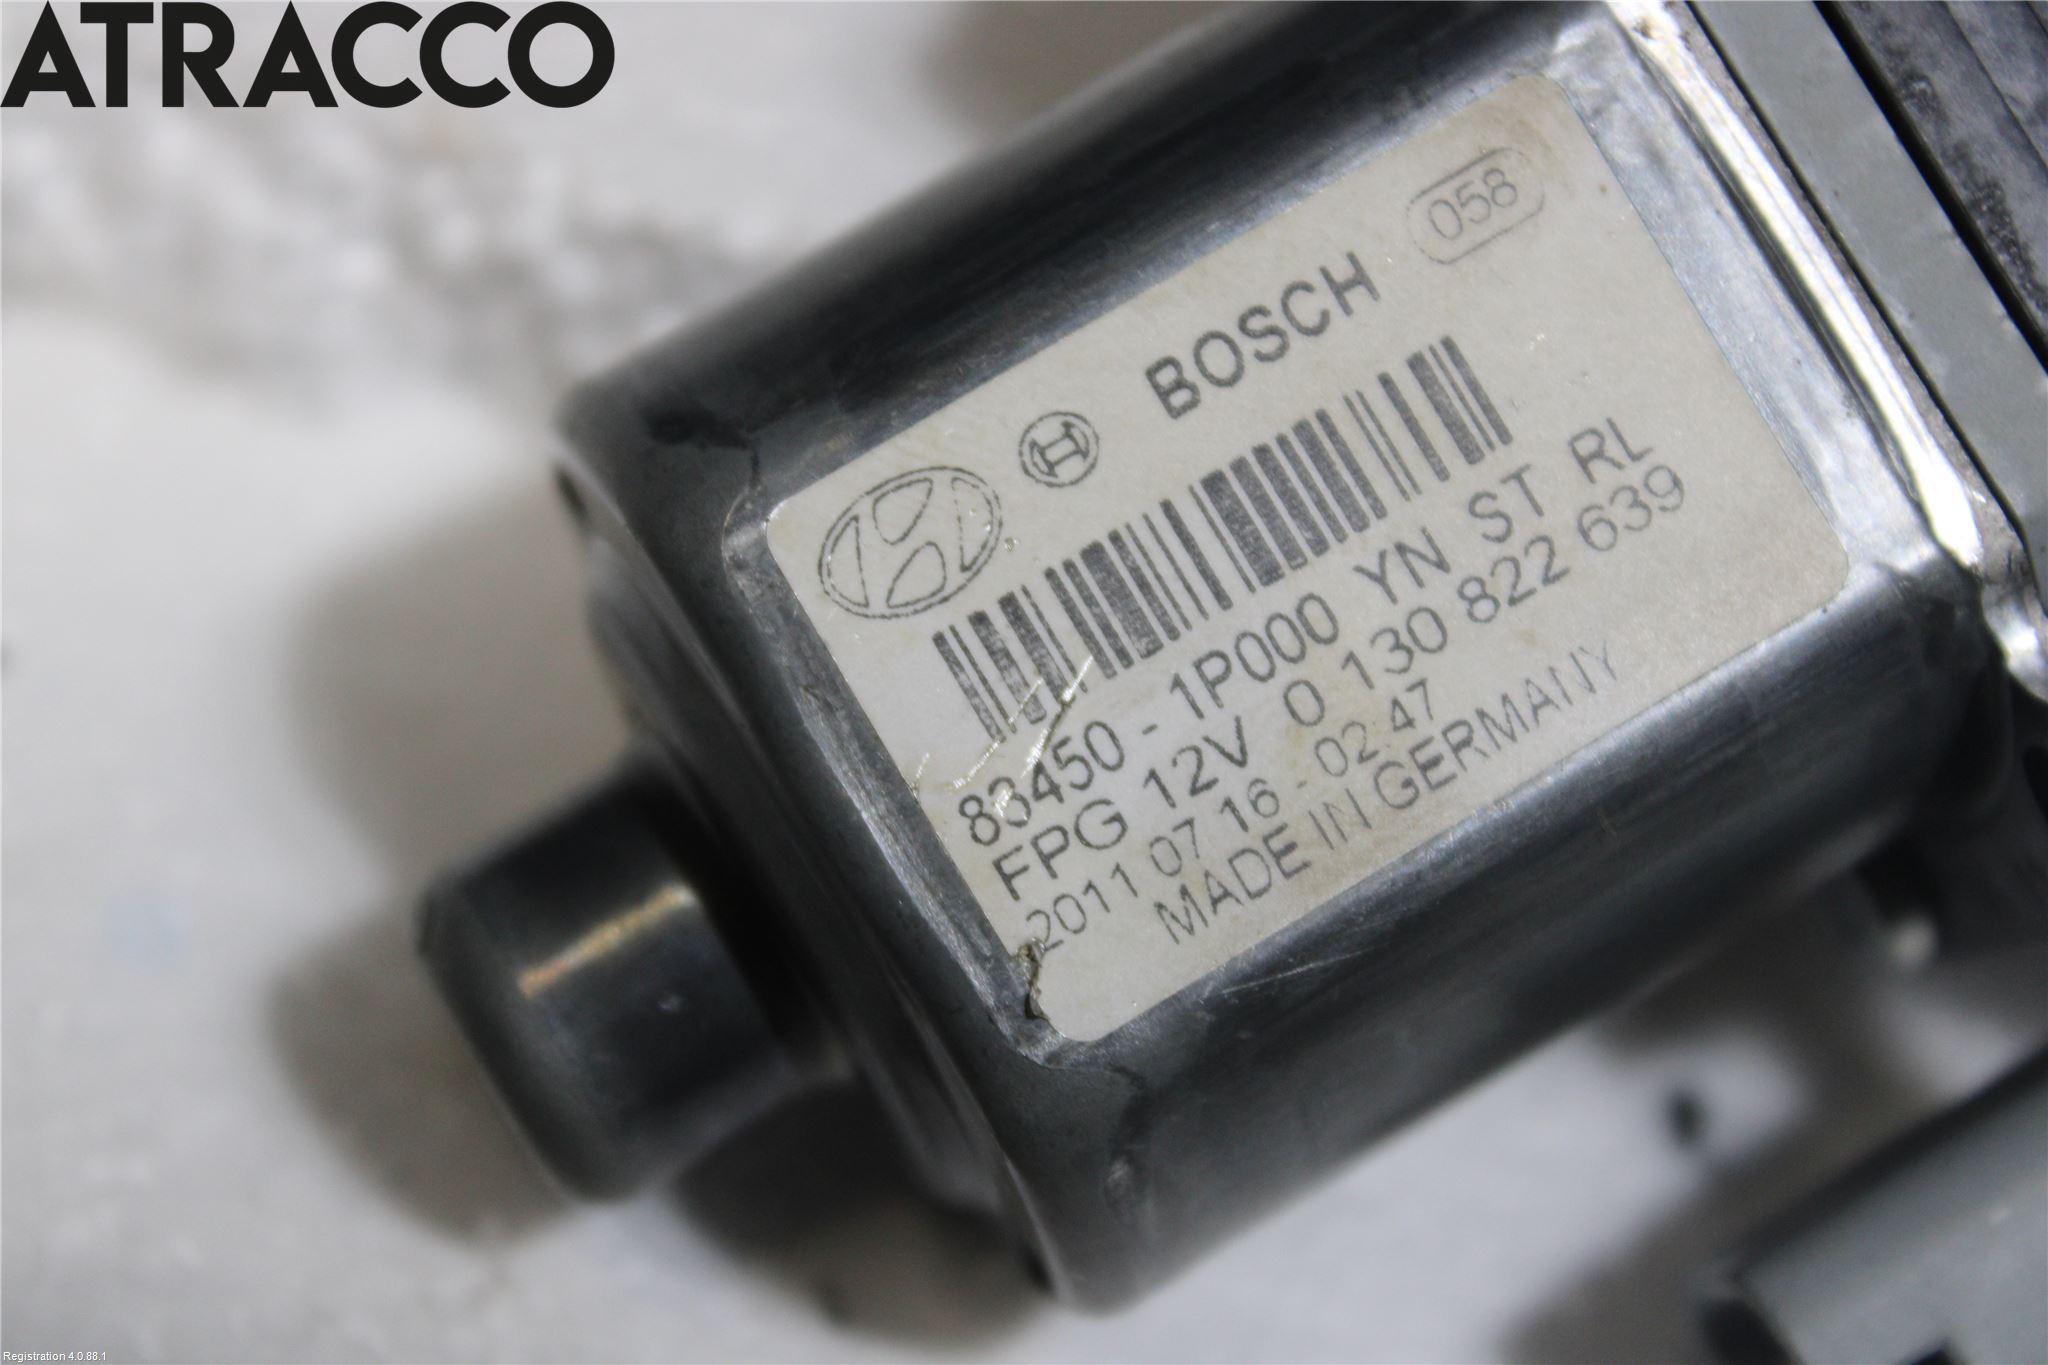 ATRACCO
058
BOSCH
83450 - 1P000 YN ST RL
FPG 12V 0 130 822 639
2011 07 16 - 02:47
MADE IN GERMANY
Registration 4.0.88.1